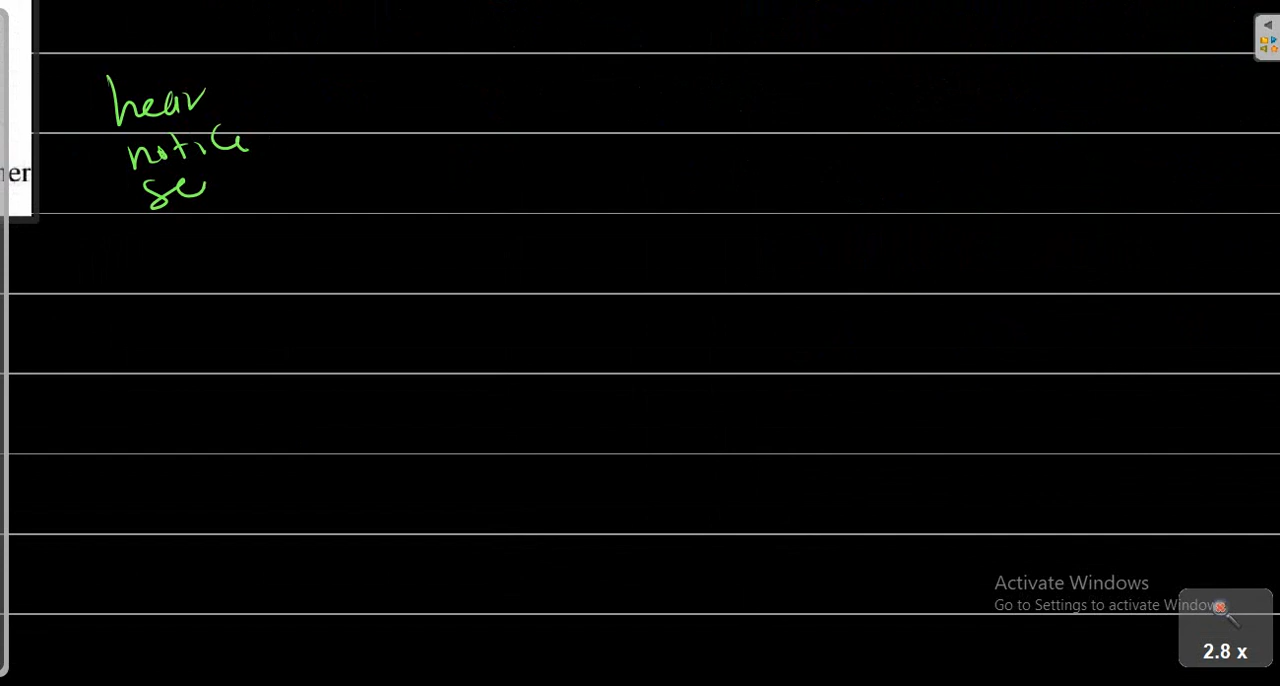 hear
notice
se
er
Activate Windows
Go to Settings to activate Windows
2.8 x